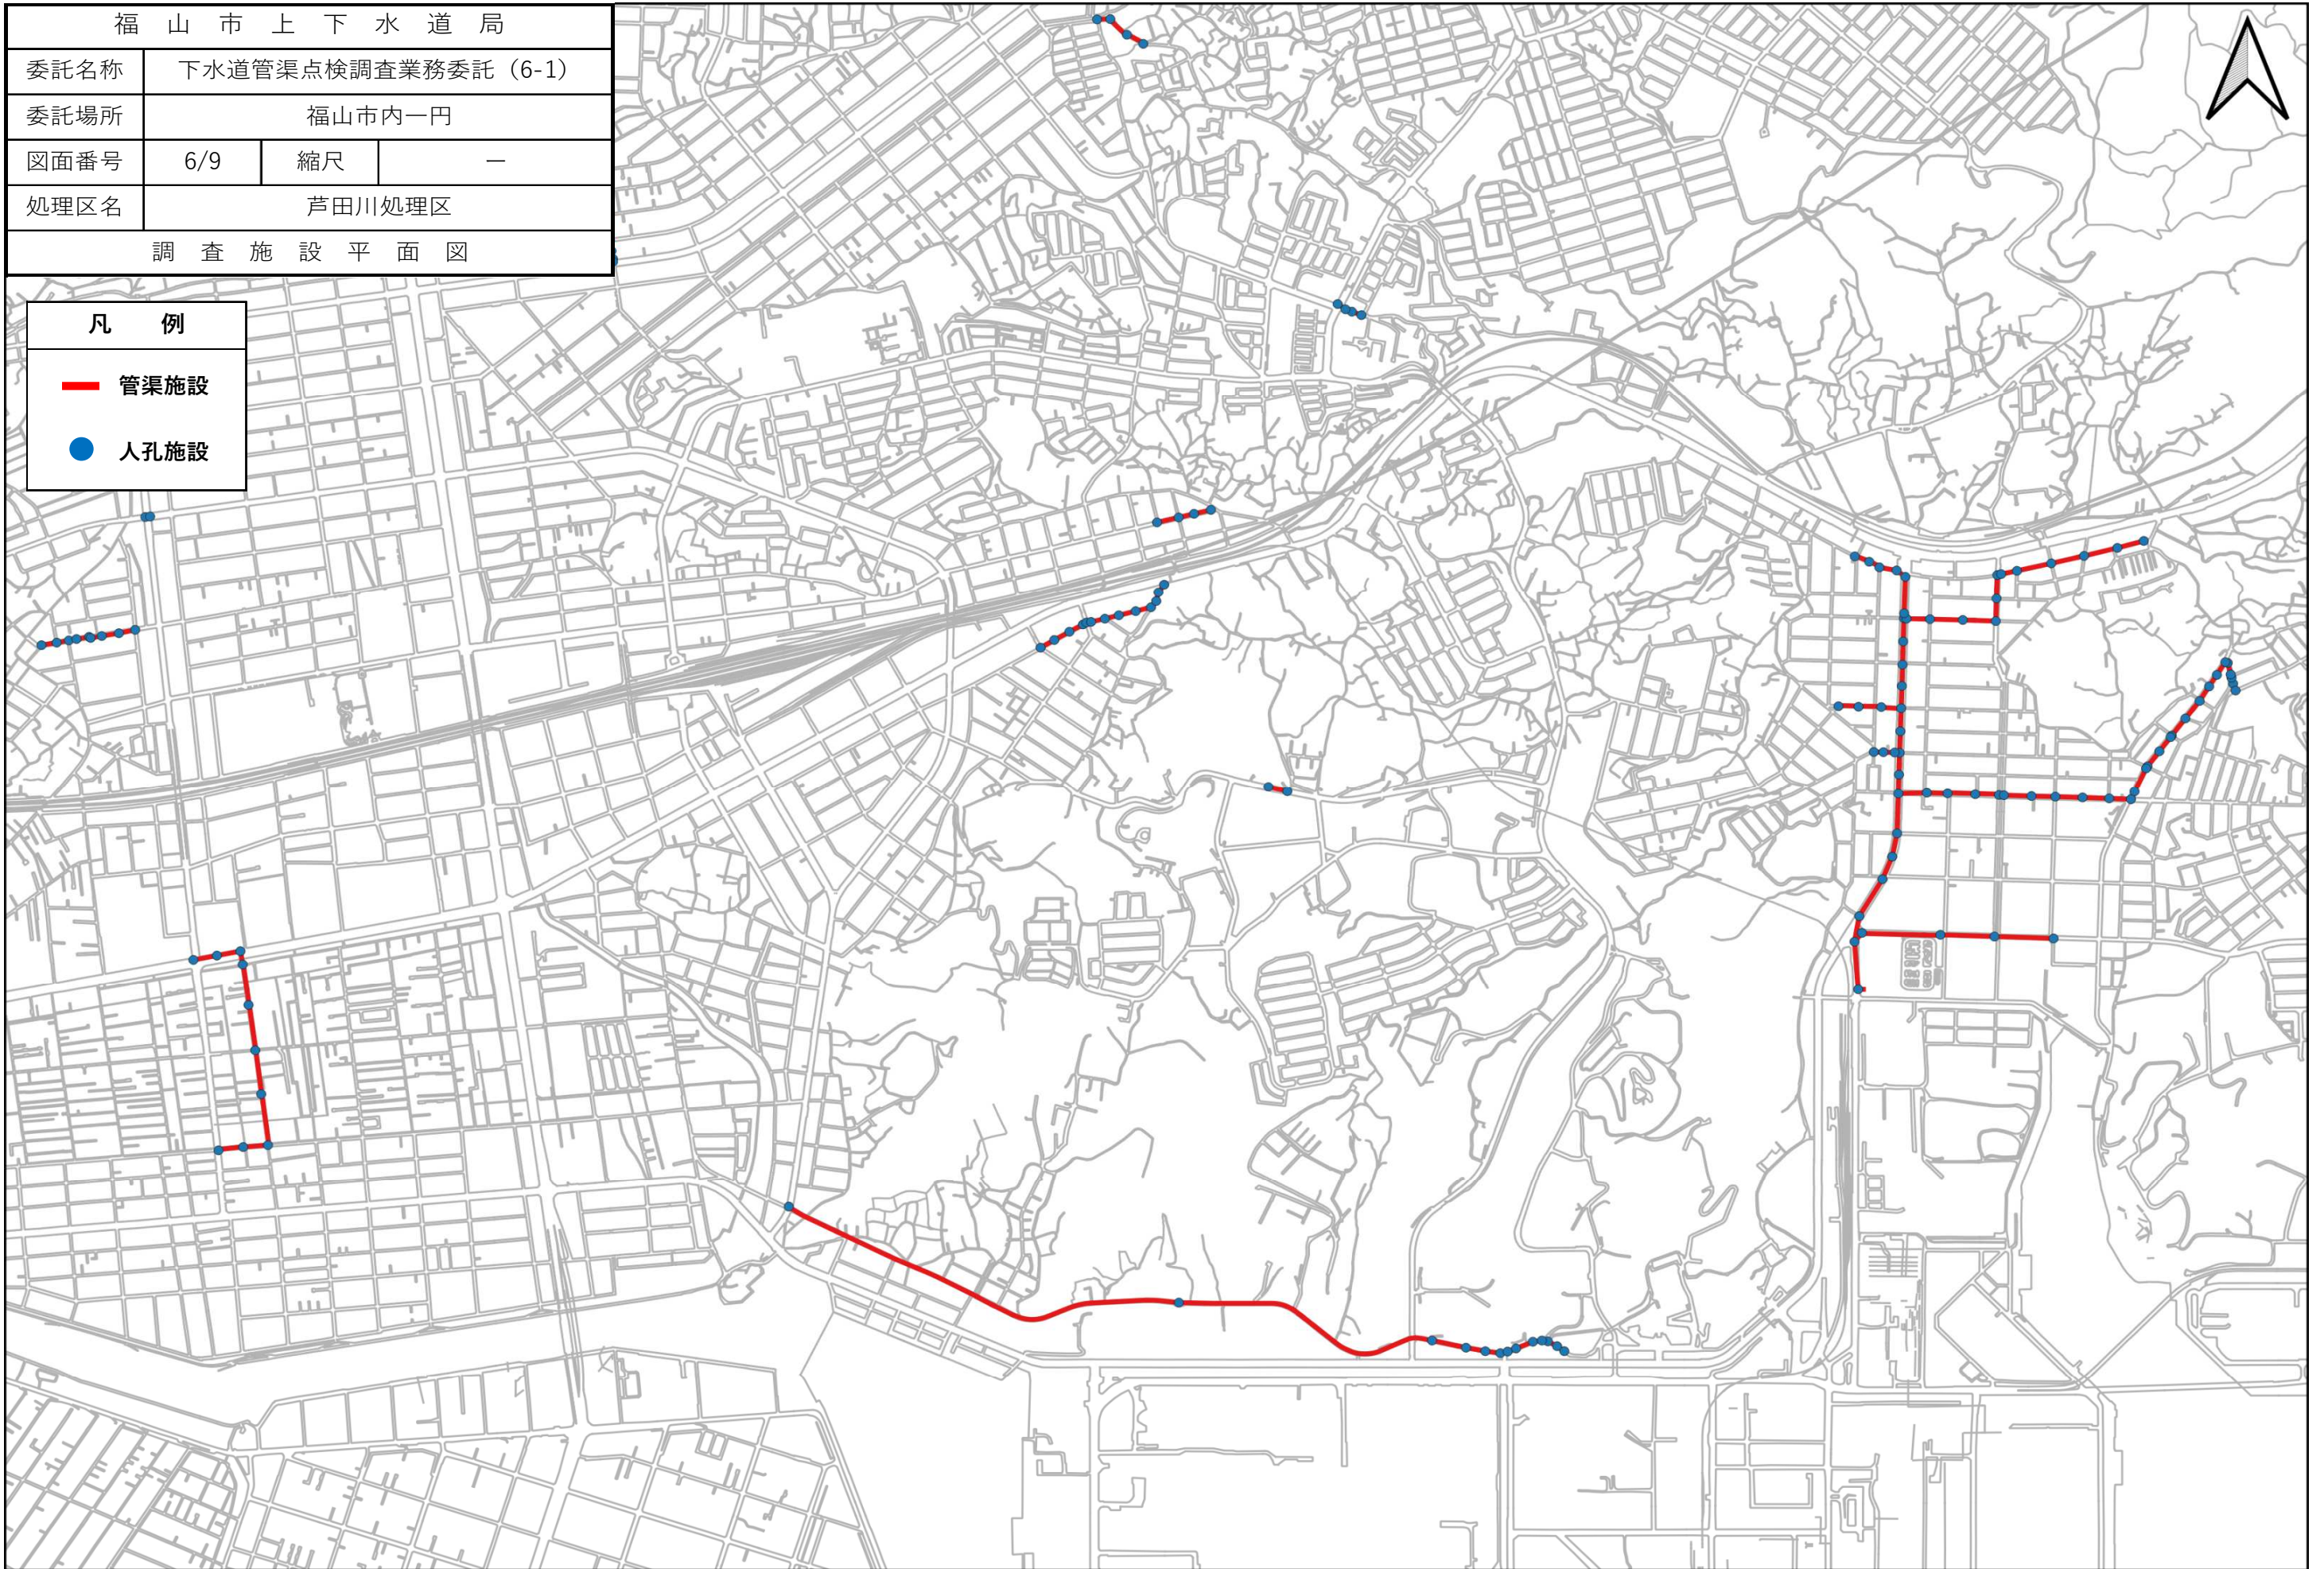 福山市上下水道局
委託名称 下水道管渠点検調査業務委託（6-1）
委託場所 福山市内一円
図面番号 6/9 縮尺 ー
処理区名 芦田川処理区
調査施設平面図
凡例
管渠施設
人孔施設